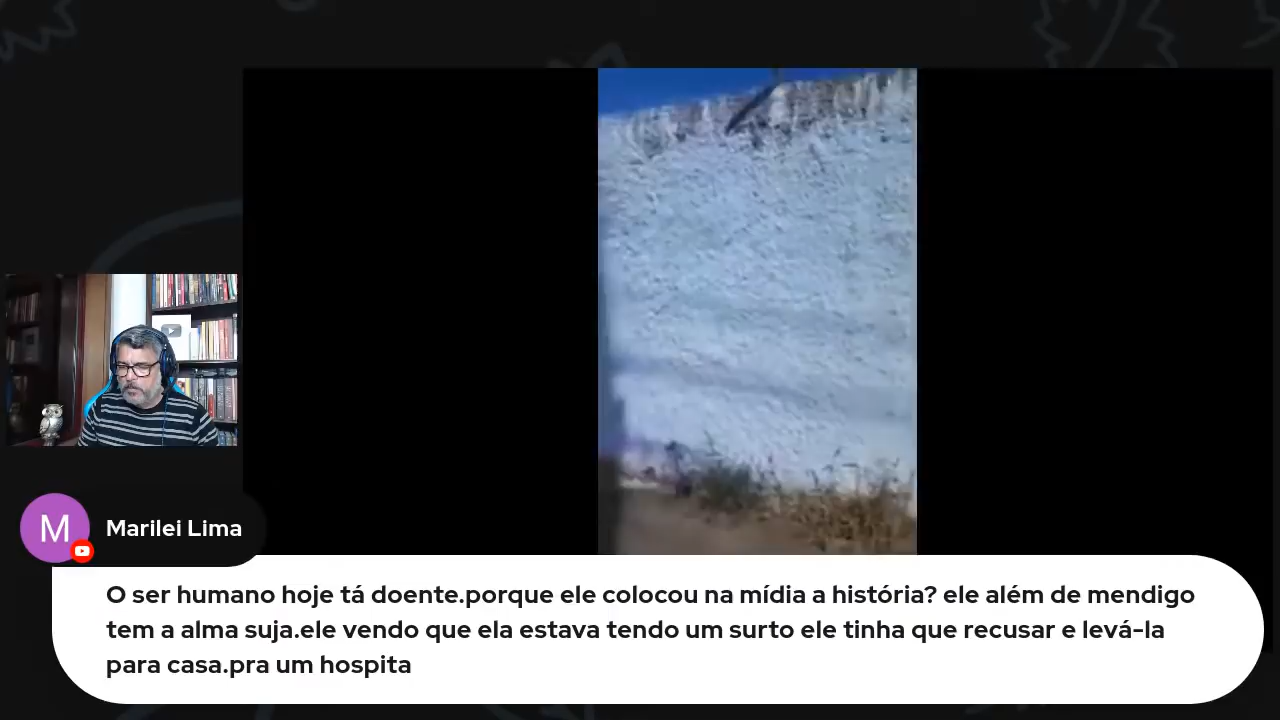 M
Marilei Lima
O ser humano hoje tá doente.porque ele colocou na mídia a história? ele além de mendigo
tem a alma suja.ele vendo que ela estava tendo um surto ele tinha que recusar e levá-la
para casa.pra um hospita